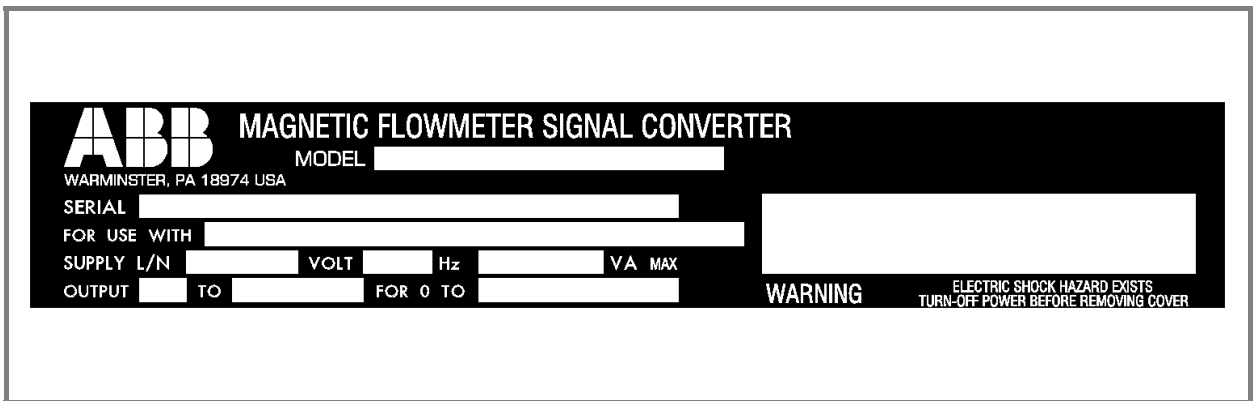 ABB MAGNETIC FLOWMETER SIGNAL CONVERTER
MODEL
WARMINSTER, PA 18974 USA
SERIAL
FOR USE WITH
SUPPLY L/N VOLT Hz VA MAX
OUTPUT TO FOR 0 TO
WARNING
ELECTRIC SHOCK HAZARD EXISTS
TURN-OFF POWER BEFORE REMOVING COVER